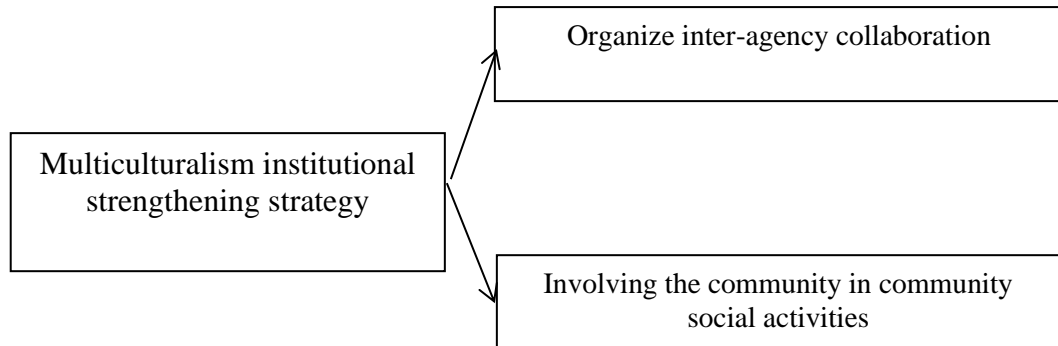 Organize inter-agency collaboration
Multiculturalism institutional
strengthening strategy
Involving the community in community
social activities